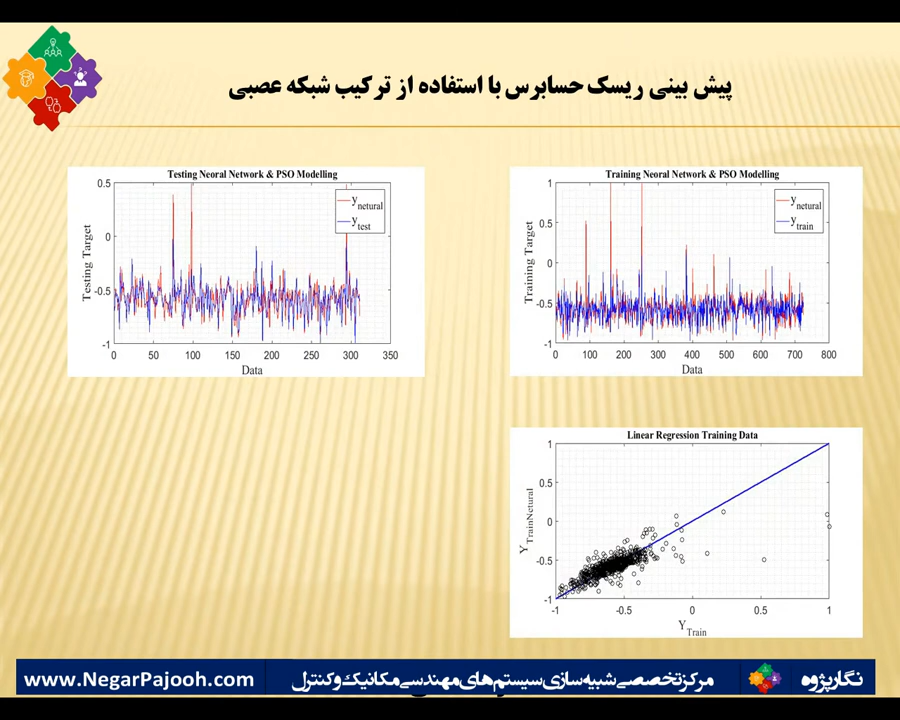 پیش بینی ریسک حسابرس با استفاده از ترکیب شبکه عصبی
Testing Neoral Network & PSO Modelling
Testing Target
0.5
0
-0.5
-1
y netural
y test
0 50 100 150 200 250 300 350
Data
Training Neoral Network & PSO Modelling
Training Target
1
0.5
0
-0.5
-1
y netural
y train
0 100 200 300 400 500 600 700 800
Data
Linear Regression Training Data
Y TrainNetural
1
0.5
0
-0.5
-1
-1 -0.5 0 0.5 1
Y Train
نگارپژوه
مرکز تخصصی شبیه سازی سیستم های مهندسی مکانیک و کنترل
www.NegarPajooh.com